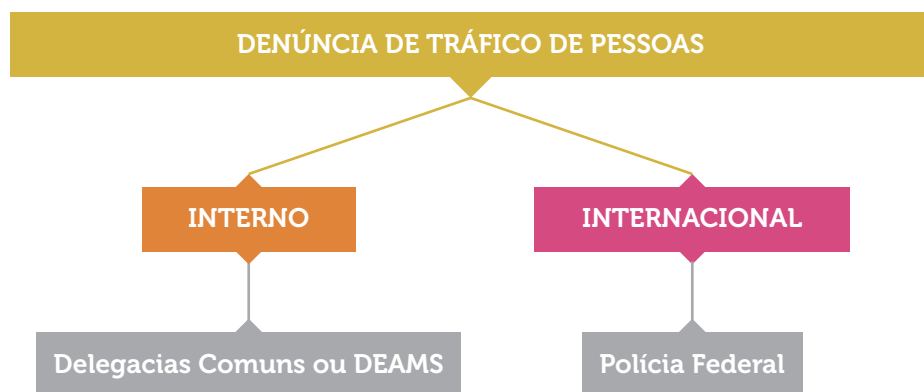 DENÚNCIA DE TRÁFICO DE PESSOAS
INTERNO
INTERNACIONAL
Delegacias Comuns ou DEAMS
Polícia Federal